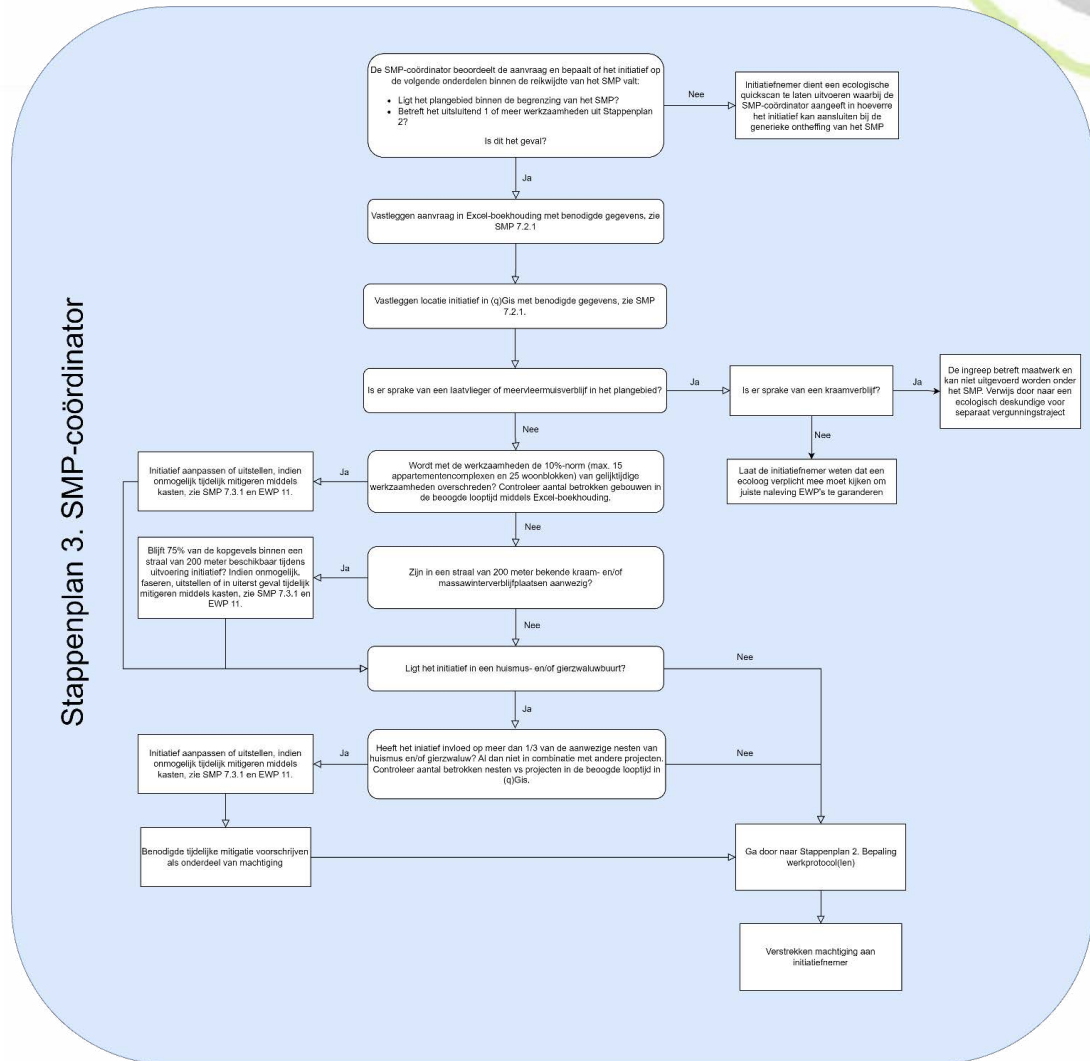 Stappenplan 3. SMP-coördinator
De SMP-coördinator beoordeelt de aanvraag en bepaalt of het initiatief op
de volgende onderdelen binnen de reikwijdte van het SMP valt:
• Ligt het plangebied binnen de begrenzing van het SMP?
• Betreft het uitsluitend 1 of meer werkzaamheden uit Stappenplan
2?
Is dit het geval?
Nee
Initiatiefnemer dient een ecologische
quickscan te laten uitvoeren waarbij de
SMP-coördinator aangeeft in hoeverre
het initiatief kan aansluiten bij de
generieke ontheffing van het SMP
Ja
Vastleggen aanvraag in Excel-boekhouding met benodigde gegevens, zie
SMP 7.2.1
Vastleggen locatie initiatief in (q)Gis met benodigde gegevens, zie SMP
7.2.1.
Is er sprake van een laatvlieger of meervleermuisverblijf in het plangebied?
Ja
Is er sprake van een kraamverblijf?
Ja
De ingreep betreft maatwerk en
kan niet uitgevoerd worden onder
het SMP. Verwijs door naar een
ecologisch deskundige voor
separaat vergunningstraject
Nee
Nee
Laat de initiatiefnemer weten dat een
ecoloog verplicht mee moet kijken om
juiste naleving EWP's te garanderen
Wordt met de werkzaamheden de 10%-norm (max. 15
appartementencomplexen en 25 woonblokken) van gelijktijdige
werkzaamheden overschreden? Controleer aantal betrokken gebouwen in
de beoogde looptijd middels Excel-boekhouding.
Ja
Initiatief aanpassen of uitstellen, indien
onmogelijk tijdelijk mitigeren middels
kasten, zie SMP 7.3.1 en EWP 11.
Nee
Zijn in een straal van 200 meter bekende kraam- en/of
massawinterverblijfplaatsen aanwezig?
Ja
Blijft 75% van de kopgevels binnen een
straal van 200 meter beschikbaar tijdens
uitvoering initiatief? Indien onmogelijk,
faseren, uitstellen of in uiterst geval tijdelijk
mitigeren middels kasten, zie SMP 7.3.1 en
EWP 11.
Nee
Ligt het initiatief in een huismus- en/of gierzwaluwbuurt?
Nee
Ja
Heeft het iniatief invloed op meer dan 1/3 van de aanwezige nesten van
huismus en/of gierzwaluw? Al dan niet in combinatie met andere projecten.
Controleer aantal betrokken nesten vs projecten in de beoogde looptijd in
(q)Gis.
Nee
Ja
Initiatief aanpassen of uitstellen, indien
onmogelijk tijdelijk mitigeren middels
kasten, zie SMP 7.3.1 en EWP 11.
Benodigde tijdelijke mitigatie voorschrijven
als onderdeel van machtiging
Ga door naar Stappenplan 2. Bepaling
werkprotocol(len)
Verstrekken machtiging aan
initiatiefnemer